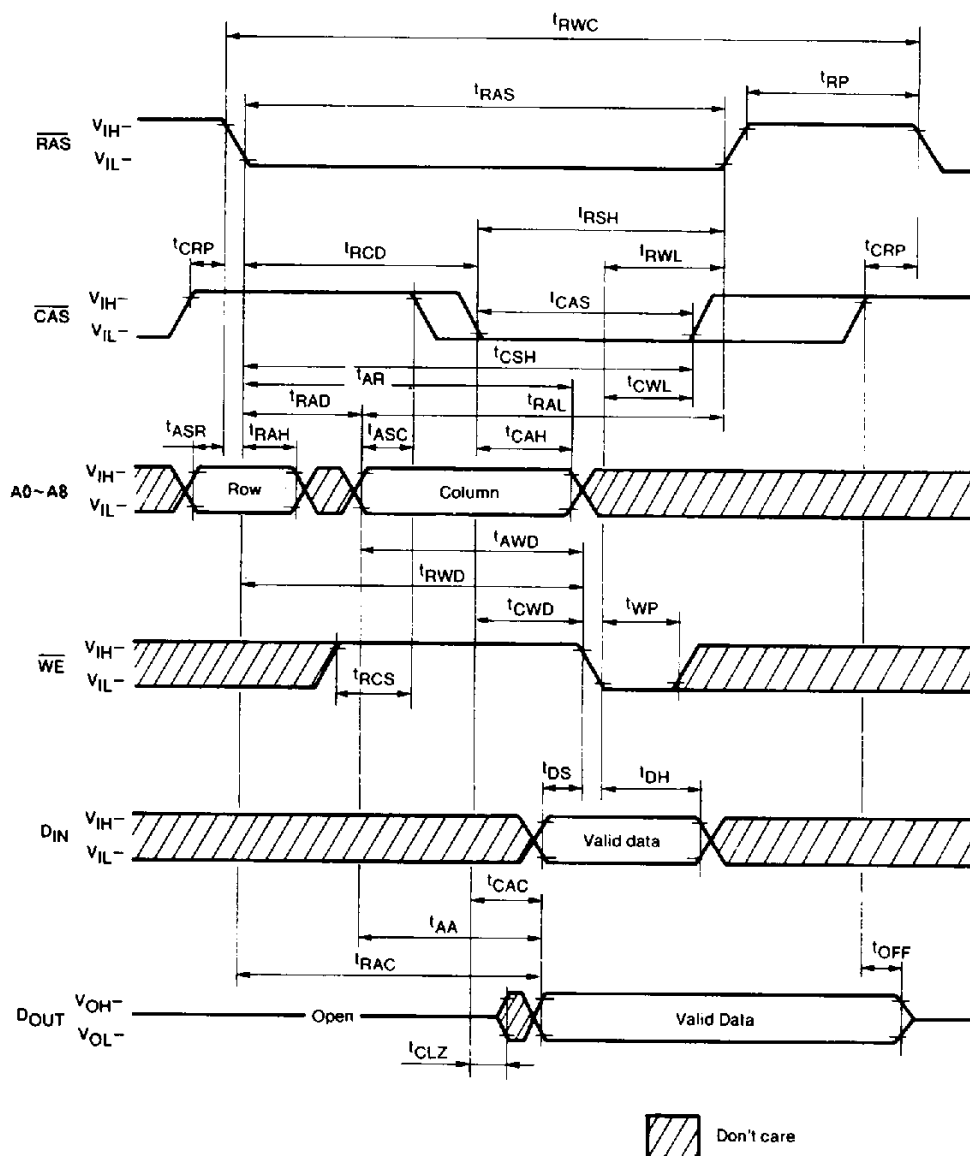 tRWC
tRAS
tRP
RAS
VIH-
VIL-
tRSH
tCRP
tRCD
tRWL
tCRP
CAS
VIH-
VIL-
tCAS
tCSH
tAR
tCWL
tRAD
tRAL
tASR
tRAH
tASC
tCAH
A0~A8
VIH-
VIL-
Row
Column
tAWD
tRWD
tCWD
tWP
WE
VIH-
VIL-
tRCS
tDS
tDH
DIN
VIH-
VIL-
Valid data
tCAC
tAA
tRAC
tOFF
DOUT
VOH-
VOL-
Open
Valid Data
tCLZ
Don't care